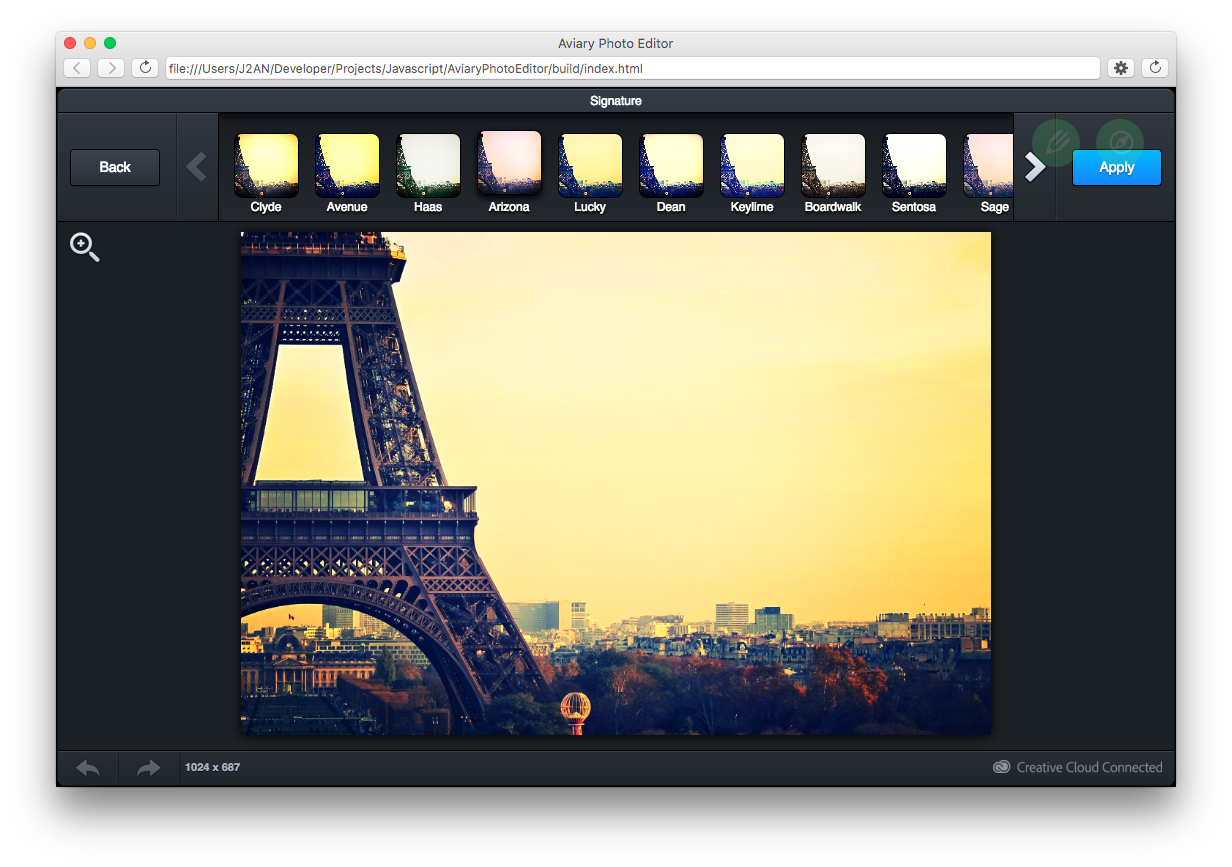 Aviary Photo Editor
file:///Users/J2AN/Developer/Projects/Javascript/AviaryPhotoEditor/build/index.html
Signature
Back
Clyde
Avenue
Haas
Arizona
Lucky
Dean
Keylime
Boardwalk
Sentosa
Sage
Apply
1024 x 687
Creative Cloud Connected